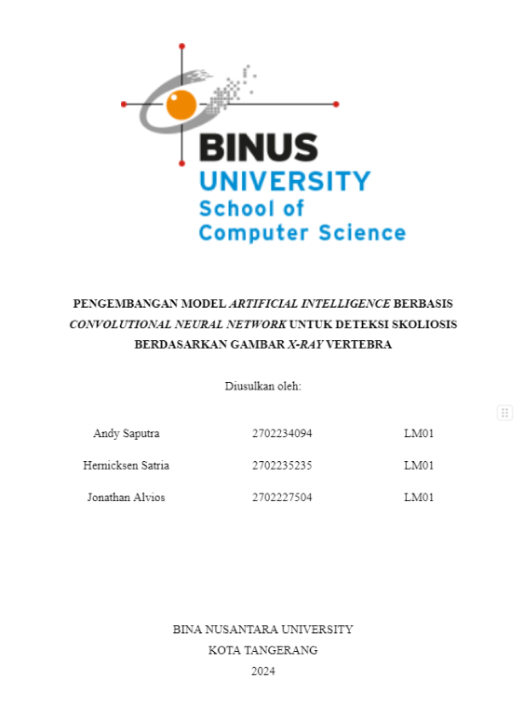 BINUS
UNIVERSITY
School of
Computer Science
PENGEMBANGAN MODEL ARTIFICIAL INTELLIGENCE BERBASIS
CONVOLUTIONAL NEURAL NETWORK UNTUK DETEKSI SKOLIOSIS
BERDASARKAN GAMBAR X-RAY VERTEBRA
Diusulkan oleh:
Andy Saputra 2702234094 LM01
Hernicksen Satria 2702235235 LM01
Jonathan Alvios 2702227504 LM01
BINA NUSANTARA UNIVERSITY
KOTA TANGERANG
2024